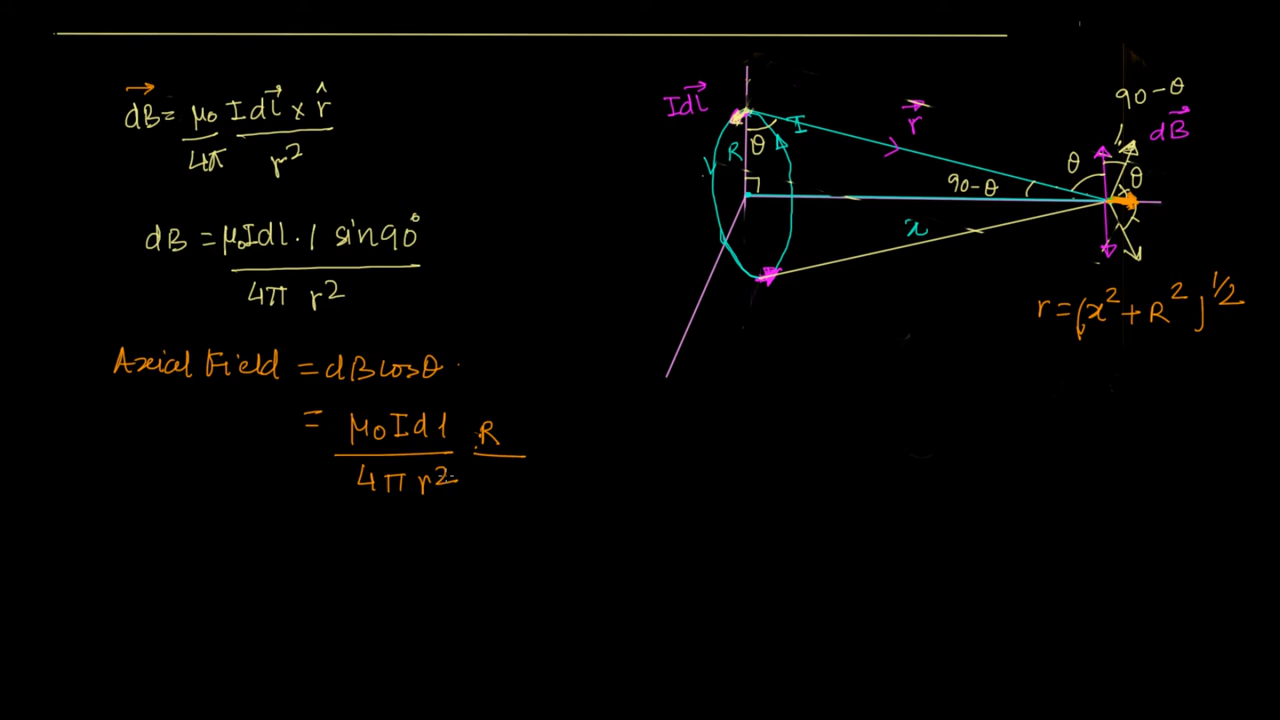 dB⃗ = μ₀/4π Idl⃗ × r̂/r²
dB = μ₀Idl·1 sin90°/4π r²
Axial Field = dBcosθ
= μ₀Idl/4π r² R
Idl⃗
I
R
θ
r⃗
90-θ
x
θ
90-θ
dB⃗
θ
r = (x² + R²)^1/2